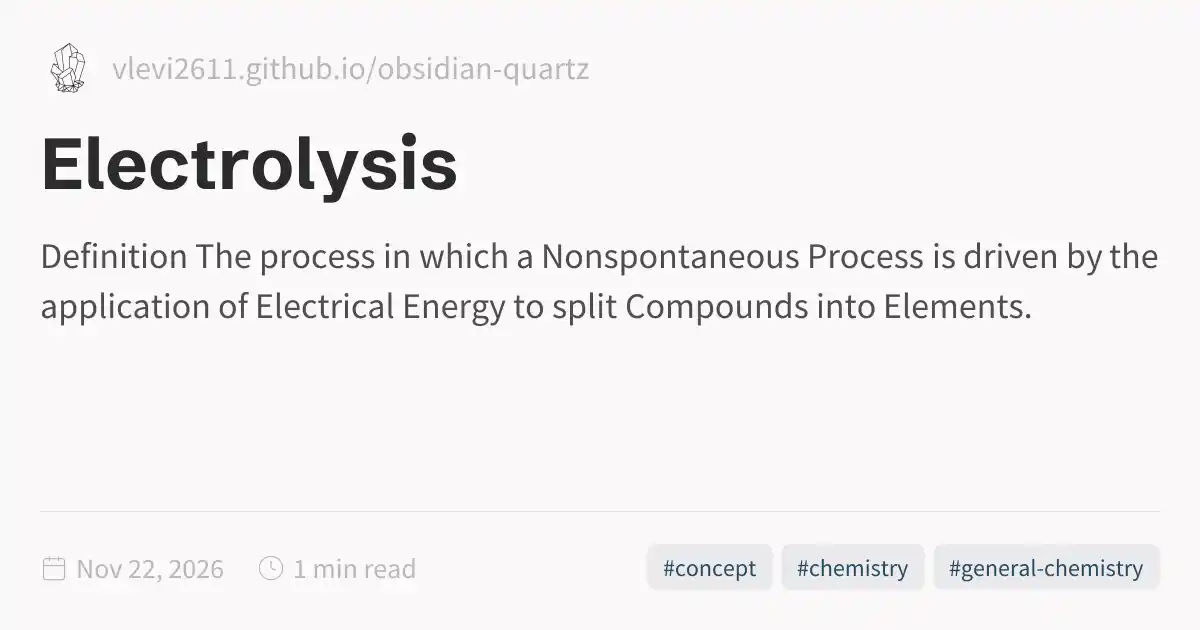 vlevi2611.github.io/obsidian-quartz
Electrolysis
Definition The process in which a Nonspontaneous Process is driven by the
application of Electrical Energy to split Compounds into Elements.
Nov 22, 2026 1 min read #concept #chemistry #general-chemistry